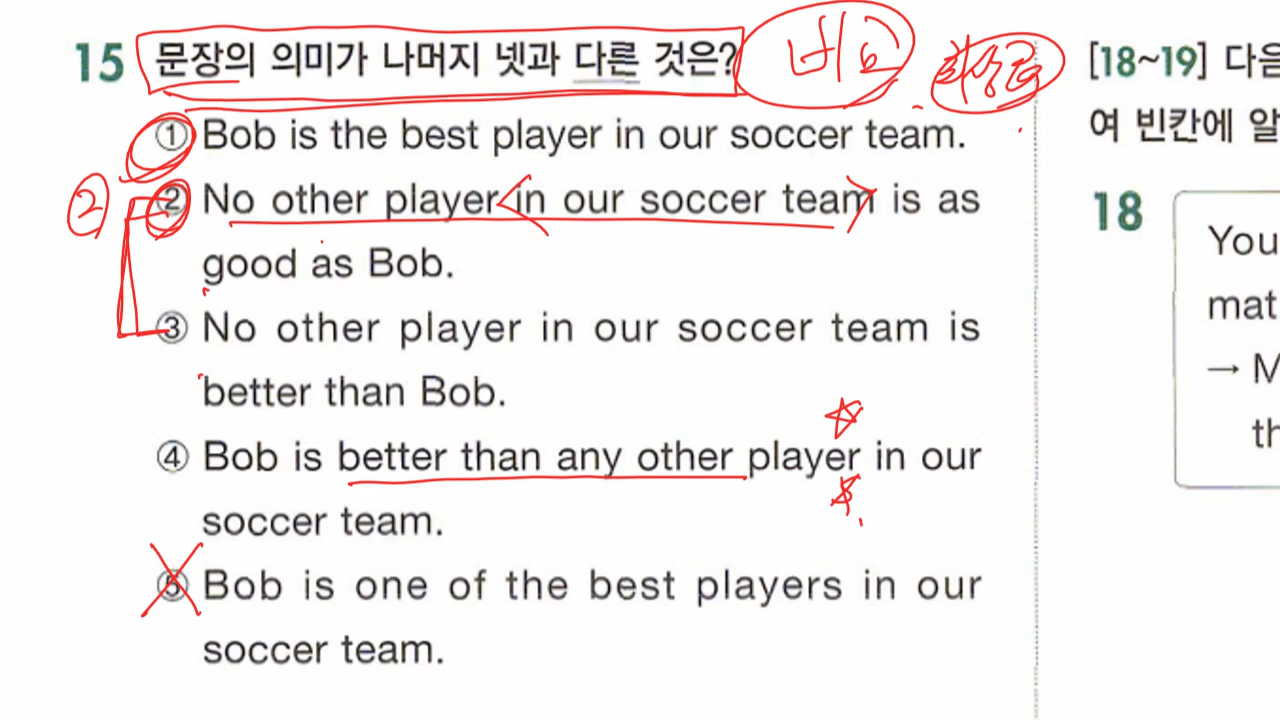 15 문장의 의미가 나머지 넷과 다른 것은? 비교 최상급
① Bob is the best player in our soccer team.
② ② No other player in our soccer team is as
good as Bob.
③ No other player in our soccer team is
better than Bob.
④ Bob is better than any other player in our
soccer team.
⑤ Bob is one of the best players in our
soccer team.
[18~19] 다음
여 빈칸에 알
18
You
mat
→ M
th